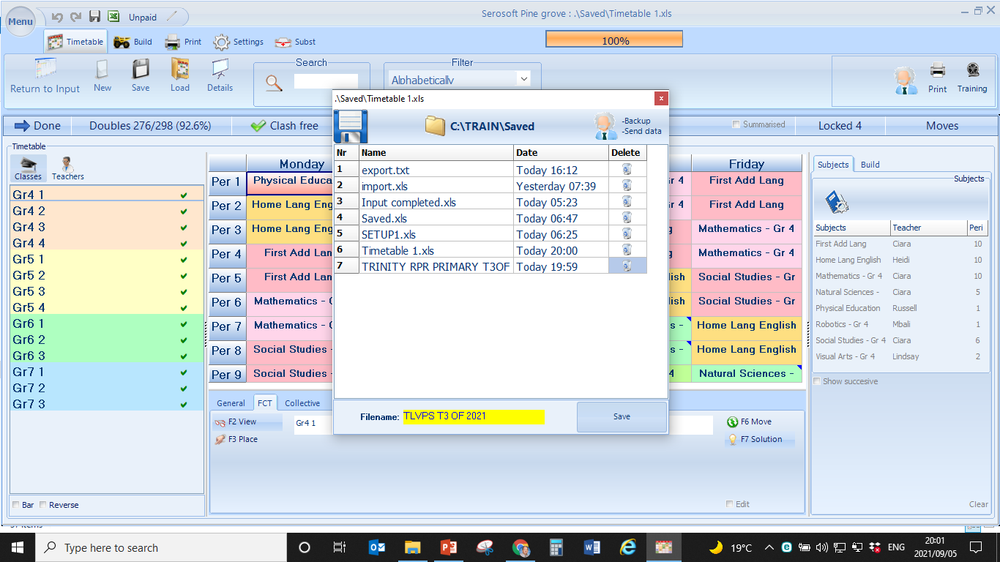 Menu
Unpaid
Serosoft Pine grove : .\Saved\Timetable 1.xls
Timetable
Build
Print
Settings
Subst
100%
Return to Input
New
Save
Load
Details
Search
Filter
Alphabetically
Print
Training
Done
Doubles 276/298 (92.6%)
Clash free
Summarised
Locked 4
Moves
Timetable
Classes
Teachers
Gr4 1
Gr4 2
Gr4 3
Gr4 4
Gr5 1
Gr5 2
Gr5 3
Gr5 4
Gr6 1
Gr6 2
Gr6 3
Gr7 1
Gr7 2
Gr7 3
Bar
Reverse
Monday
Friday
Per 1 Physical Educa Gr 4 First Add Lang
Per 2 Home Lang Eng Gr 4 First Add Lang
Per 3 Home Lang Eng Mathematics - Gr 4
Per 4 First Add Lan Mathematics - Gr 4
Per 5 First Add Lan lish Social Studies - Gr
Per 6 Mathematics - G lish Social Studies - Gr
Per 7 Mathematics - G s - Home Lang English
Per 8 Social Studies - s - Home Lang English
Per 9 Social Studies - 4 Natural Sciences -
.\Saved\Timetable 1.xls
x
C:\TRAIN\Saved
-Backup
-Send data
Nr Name Date Delete
1 export.txt Today 16:12
2 import.xls Yesterday 07:39
3 Input completed.xls Today 05:23
4 Saved.xls Today 06:47
5 SETUP1.xls Today 06:25
6 Timetable 1.xls Today 20:00
7 TRINITY RPR PRIMARY T3OF Today 19:59
Filename: TLVPS T3 OF 2021
Save
General
FCT
Collective
F2 View
F3 Place
Gr4 1
F6 Move
F7 Solution
Edit
Subjects
Build
Subjects
Subjects Teacher Peri
First Add Lang Ciara 10
Home Lang English Heidi 10
Mathematics - Gr 4 Ciara 10
Natural Sciences - Ciara 5
Physical Education Russell 1
Robotics - Gr 4 Mbali 1
Social Studies - Gr 4 Ciara 6
Visual Arts - Gr 4 Lindsay 2
Show succesive
Clear
Type here to search
19°C
ENG
20:01
2021/09/05